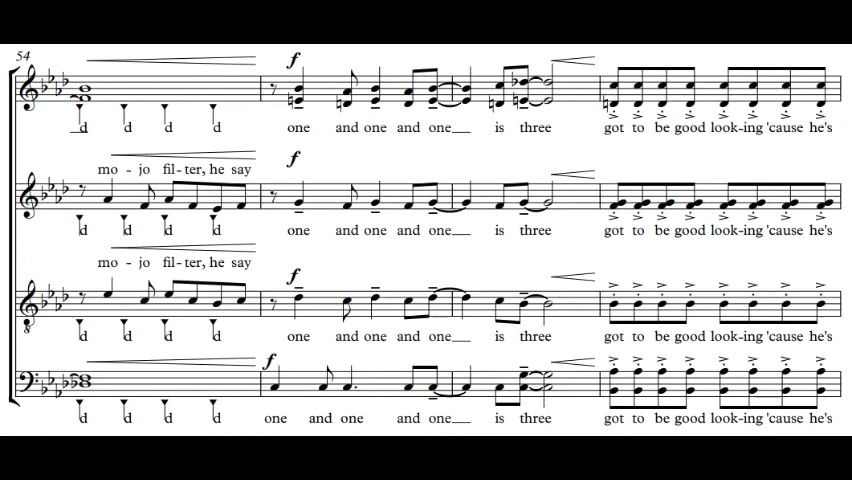 54
f
d d d d one and one and one is three got to be good look-ing 'cause he's
f
mo - jo fil - ter, he say
d d d d one and one and one is three got to be good look-ing 'cause he's
mo - jo fil - ter, he say
f
8
d d d d one and one and one is three got to be good look-ing 'cause he's
f
d d d d one and one and one is three got to be good look-ing 'cause he's